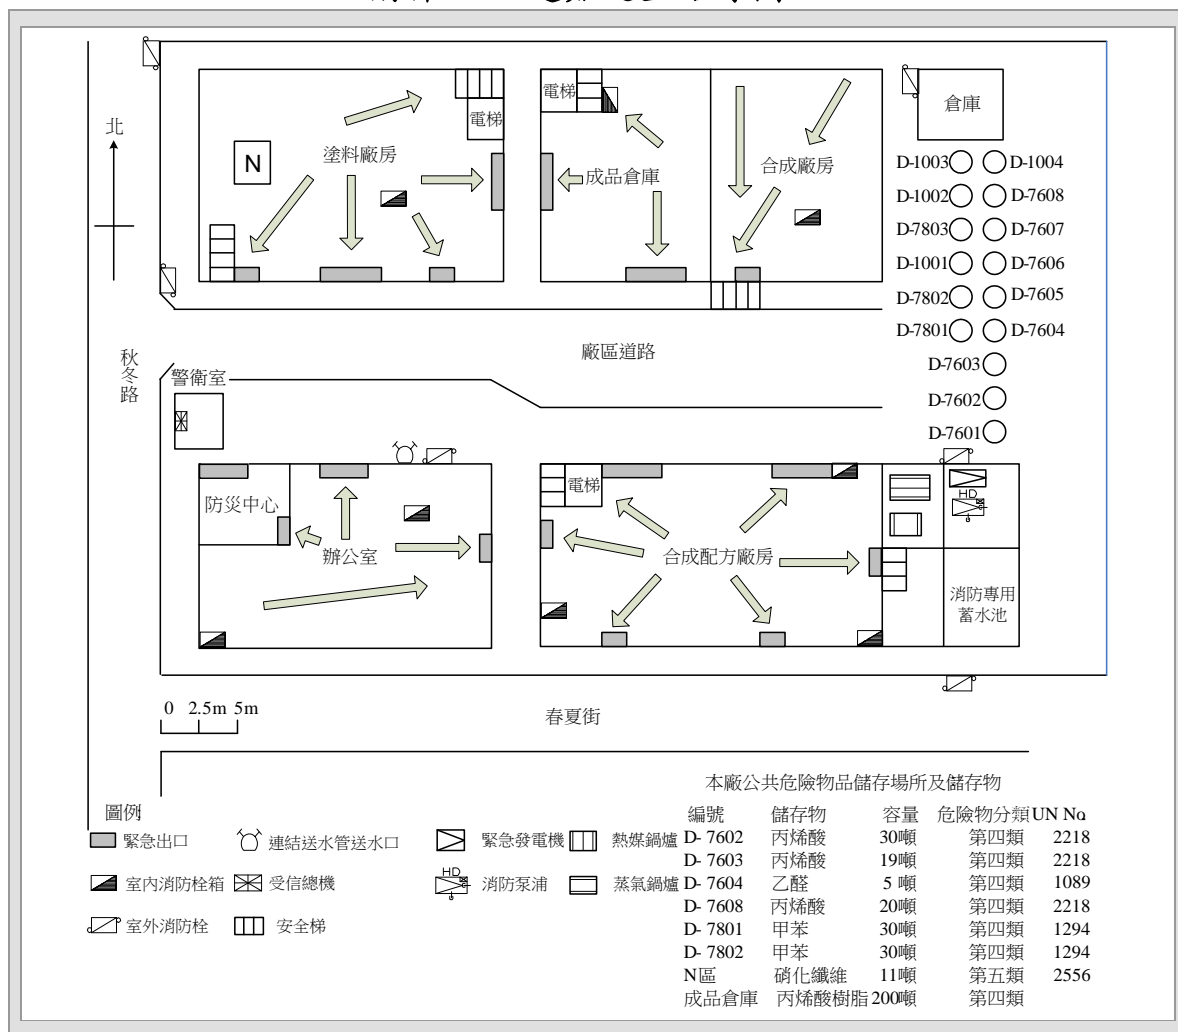 北
秋冬路
電梯
塗料廠房
N
電梯
成品倉庫
合成廠房
倉庫
D-1003
D-1004
D-1002
D-7608
D-7803
D-7607
D-1001
D-7606
D-7802
D-7605
D-7801
D-7604
D-7603
D-7602
D-7601
廠區道路
警衛室
防災中心
辦公室
電梯
合成配方廠房
HD
消防專用
蓄水池
0 2.5m 5m
春夏街
圖例
緊急出口
連結送水管送水口
緊急發電機
熱媒鍋爐
室內消防栓箱
受信總機
HD
消防泵浦
蒸氣鍋爐
室外消防栓
安全梯
本廠公共危險物品儲存場所及儲存物
編號 儲存物 容量 危險物分類 UN No.
D- 7602 丙烯酸 30噸 第四類 2218
D- 7603 丙烯酸 19噸 第四類 2218
D- 7604 乙醛 5 噸 第四類 1089
D- 7608 丙烯酸 20噸 第四類 2218
D- 7801 甲苯 30噸 第四類 1294
D- 7802 甲苯 30噸 第四類 1294
N區 硝化纖維 11噸 第五類 2556
成品倉庫 丙烯酸樹脂 200噸 第四類